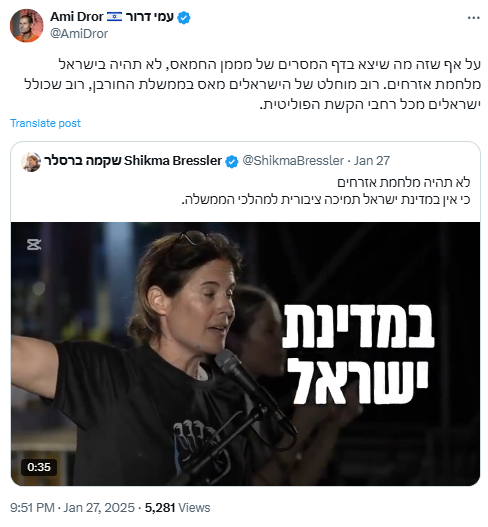 Ami Dror 🇮🇱 עמי דרור
@AmiDror
על אף שזה מה שיצא בדף המסרים של מממן החמאס, לא תהיה בישראל
מלחמת אזרחים. רוב מוחלט של הישראלים מאס בממשלת החורבן, רוב שכולל
ישראלים מכל רחבי הקשת הפוליטית.
Translate post
שקמה ברסלר Shikma Bressler @ShikmaBressler · Jan 27
לא תהיה מלחמת אזרחים
כי אין במדינת ישראל תמיכה ציבורית למהלכי הממשלה.
במדינת
ישראל
0:35
9:51 PM · Jan 27, 2025 · 5,281 Views